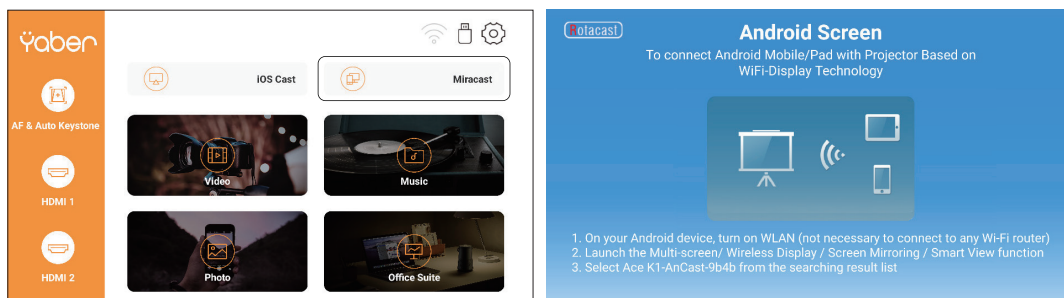 Yaber
AF & Auto Keystone
HDMI 1
HDMI 2
iOS Cast
Miracast
Video
Music
Photo
Office Suite
Rotacast
Android Screen
To connect Android Mobile/Pad with Projector Based on
WiFi-Display Technology
1. On your Android device, turn on WLAN (not necessary to connect to any Wi-Fi router)
2. Launch the Multi-screen/ Wireless Display / Screen Mirroring / Smart View function
3. Select Ace K1-AnCast-9b4b from the searching result list